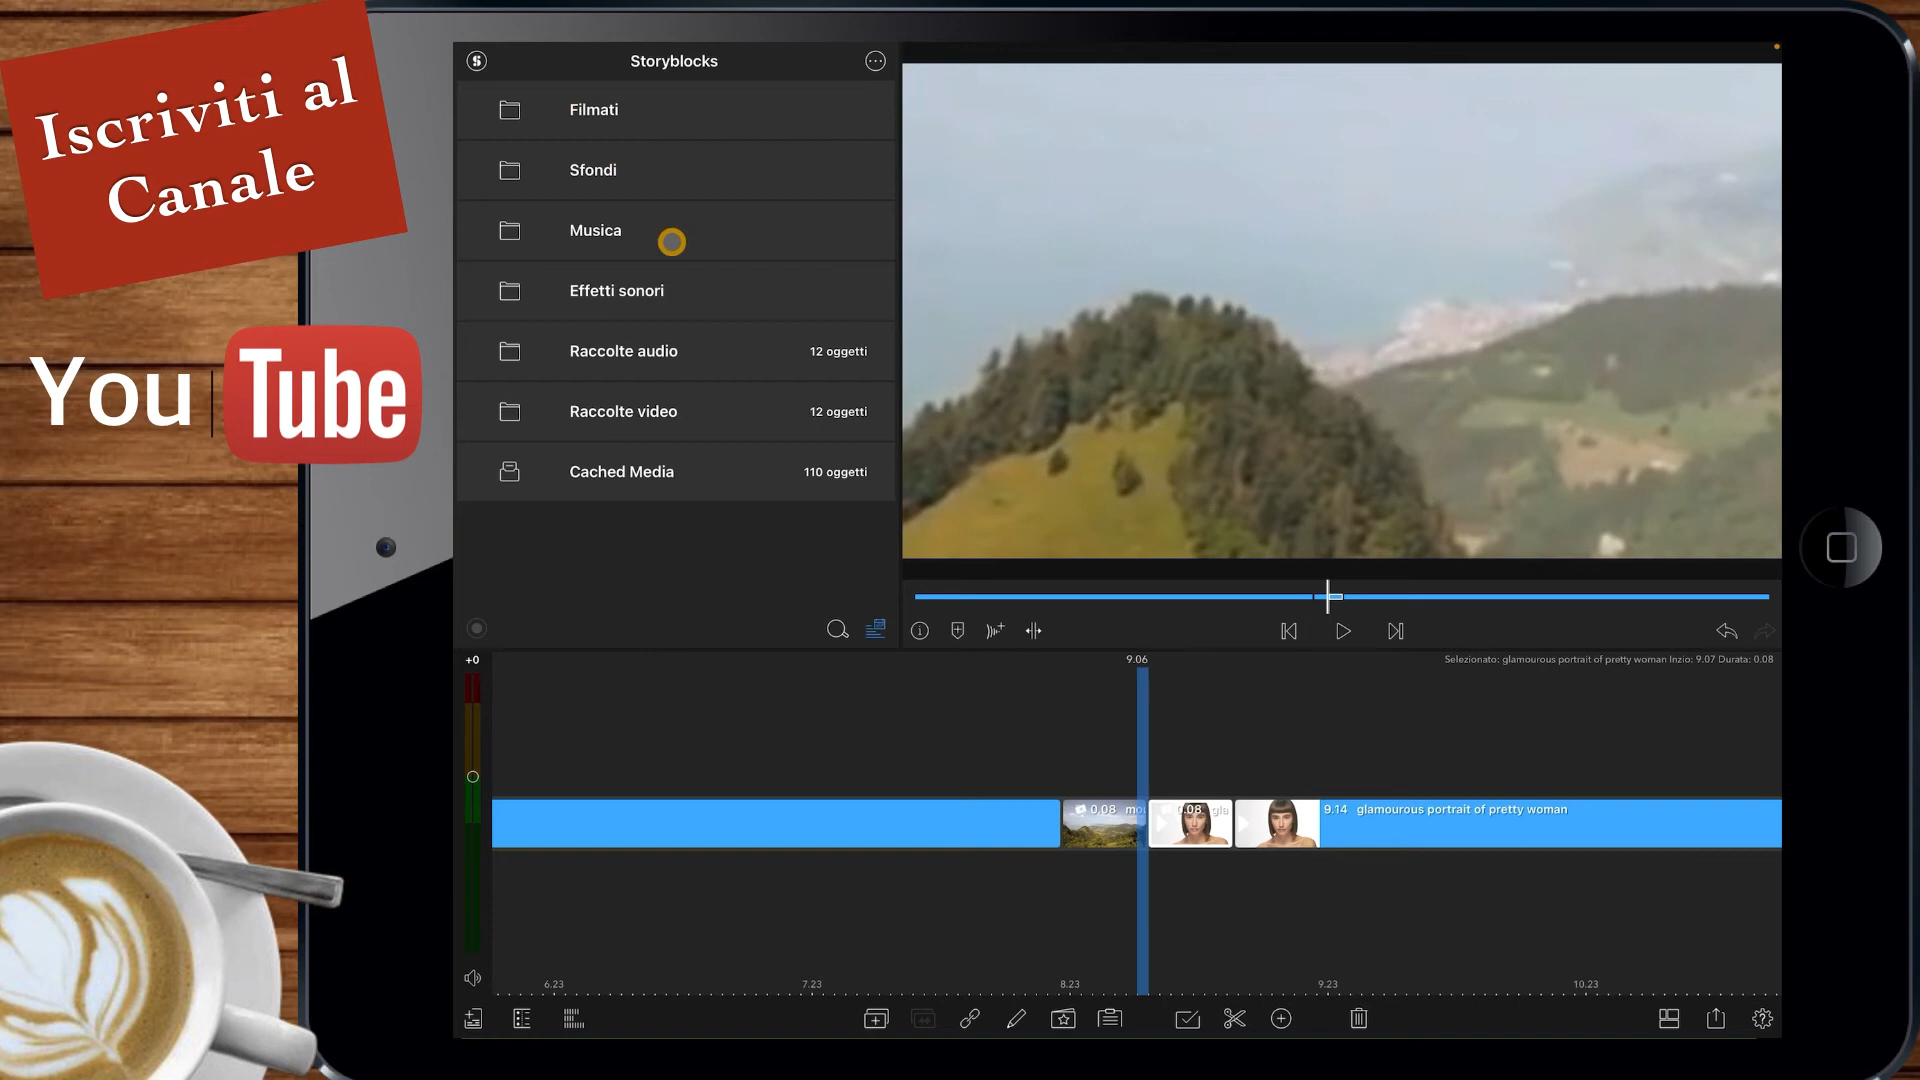 Iscriviti al
Canale
You Tube
Storyblocks
Filmati
Sfondi
Musica
Effetti sonori
Raccolte audio 12 oggetti
Raccolte video 12 oggetti
Cached Media 110 oggetti
+0
9.06
Selezionato: glamourous portrait of pretty woman Inzio: 9.07 Durata: 0.08
0.08 mo
0.08 gla
9.14 glamourous portrait of pretty woman
6.23
7.23
8.23
9.23
10.23